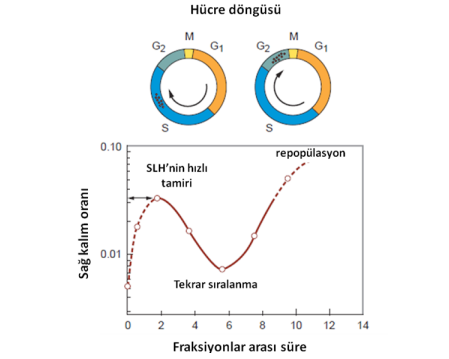 Hücre döngüsü
M
G2
G1
S
M
G2
G1
S
0.10
0.01
Sağ kalım oranı
SLH'nin hızlı
tamiri
repopülasyon
Tekrar sıralanma
0 2 4 6 8 10 12 14
Fraksiyonlar arası süre